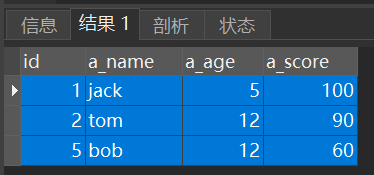 信息 结果 1 剖析 状态
id a_name a_age a_score
1 jack 5 100
2 tom 12 90
5 bob 12 60